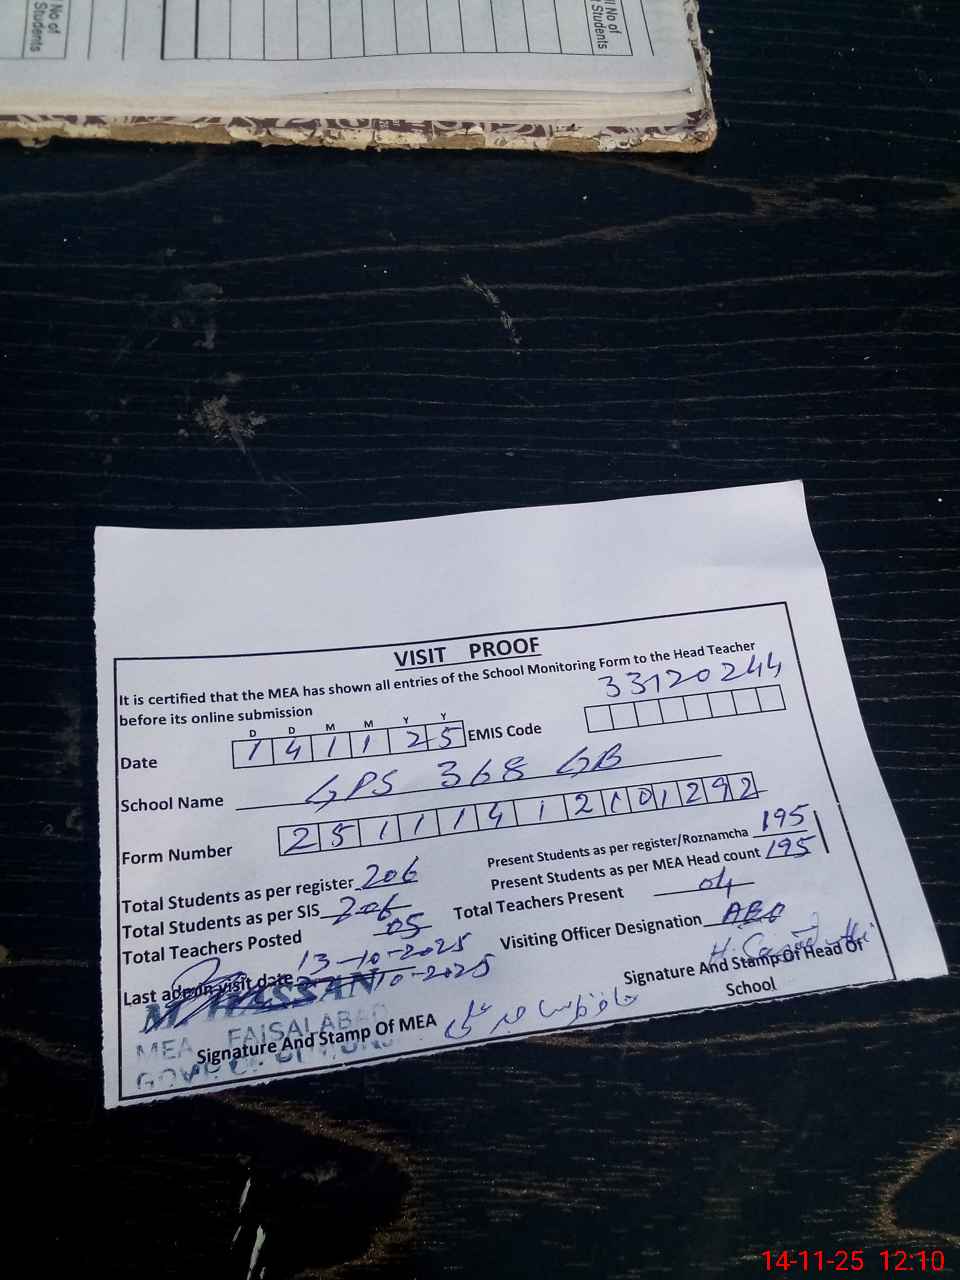 ll No of
Students
ll No of
Students
VISIT PROOF
It is certified that the MEA has shown all entries of the School Monitoring Form to the Head Teacher
before its online submission
33120244
D D M M Y Y
Date 1 4 1 1 2 5 EMIS Code
School Name GPS 368 GB
Form Number 2 5 1 1 1 4 1 2 1 0 1 2 9 2
Total Students as per register 206
Present Students as per register/Roznamcha 195
Total Students as per SIS 206
Present Students as per MEA Head count 195
Total Teachers Posted 05
Total Teachers Present 04
Last admin visit date 13-10-2025
10-2025
Visiting Officer Designation AEO
M. HASSAN
MEA FAISALABAD
Signature And Stamp Of MEA
Signature And Stamp Of Head Of
School
14-11-25 12:10